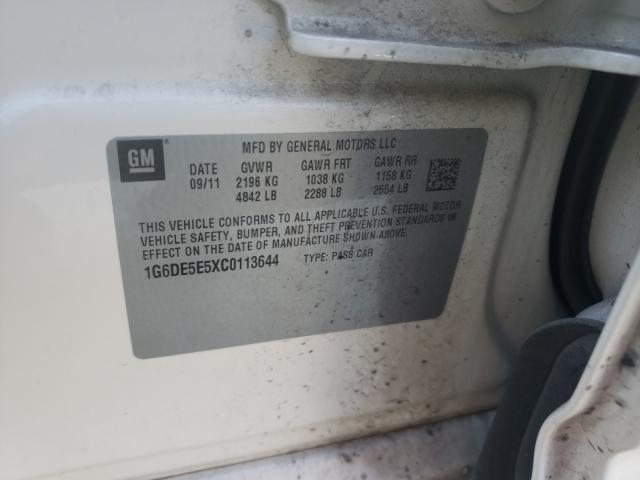 GM
MFD BY GENERAL MOTORS LLC
DATE GVWR GAWR FRT GAWR RR
09/11 2196 KG 1038 KG 1158 KG
4842 LB 2288 LB 2554 LB
THIS VEHICLE CONFORMS TO ALL APPLICABLE U.S. FEDERAL MOTOR
VEHICLE SAFETY, BUMPER, AND THEFT PREVENTION STANDARDS IN
EFFECT ON THE DATE OF MANUFACTURE SHOWN ABOVE.
1G6DE5E5XC0113644 TYPE: PASS CAR